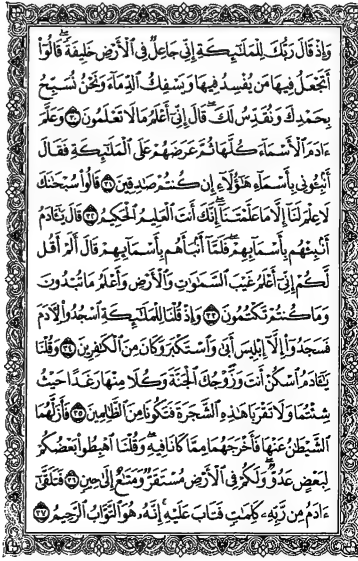 وَإِذْ قَالَ رَبُّكَ لِلْمَلَٰٓئِكَةِ إِنِّي جَاعِلٌ فِي ٱلْأَرْضِ خَلِيفَةً ۖ قَالُوٓا۟
أَتَجْعَلُ فِيهَا مَن يُفْسِدُ فِيهَا وَيَسْفِكُ ٱلدِّمَآءَ وَنَحْنُ نُسَبِّحُ
بِحَمْدِكَ وَنُقَدِّسُ لَكَ ۖ قَالَ إِنِّيٓ أَعْلَمُ مَا لَا تَعْلَمُونَ ٣٠ وَعَلَّمَ
ءَادَمَ ٱلْأَسْمَآءَ كُلَّهَا ثُمَّ عَرَضَهُمْ عَلَى ٱلْمَلَٰٓئِكَةِ فَقَالَ
أَنۢبِـُٔونِي بِأَسْمَآءِ هَٰٓؤُلَآءِ إِن كُنتُمْ صَٰدِقِينَ ٣١ قَالُوا۟ سُبْحَٰنَكَ
لَا عِلْمَ لَنَآ إِلَّا مَا عَلَّمْتَنَآ ۖ إِنَّكَ أَنتَ ٱلْعَلِيمُ ٱلْحَكِيمُ ٣٢ قَالَ يَٰٓـَٔادَمُ
أَنۢبِئْهُم بِأَسْمَآئِهِمْ ۖ فَلَمَّآ أَنۢبَأَهُم بِأَسْمَآئِهِمْ قَالَ أَلَمْ أَقُل
لَّكُمْ إِنِّيٓ أَعْلَمُ غَيْبَ ٱلسَّمَٰوَٰتِ وَٱلْأَرْضِ وَأَعْلَمُ مَا تُبْدُونَ
وَمَا كُنتُمْ تَكْتُمُونَ ٣٣ وَإِذْ قُلْنَا لِلْمَلَٰٓئِكَةِ ٱسْجُدُوا۟ لِـَٔادَمَ
فَسَجَدُوٓا۟ إِلَّآ إِبْلِيسَ أَبَىٰ وَٱسْتَكْبَرَ وَكَانَ مِنَ ٱلْكَٰفِرِينَ ٣٤ وَقُلْنَا
يَٰٓـَٔادَمُ ٱسْكُنْ أَنتَ وَزَوْجُكَ ٱلْجَنَّةَ وَكُلَا مِنْهَا رَغَدًا حَيْثُ
شِئْتُمَا وَلَا تَقْرَبَا هَٰذِهِ ٱلشَّجَرَةَ فَتَكُونَا مِنَ ٱلظَّٰلِمِينَ ٣٥ فَأَزَلَّهُمَا
ٱلشَّيْطَٰنُ عَنْهَا فَأَخْرَجَهُمَا مِمَّا كَانَا فِيهِ ۖ وَقُلْنَا ٱهْبِطُوا۟ بَعْضُكُمْ
لِبَعْضٍ عَدُوٌّ ۖ وَلَكُمْ فِي ٱلْأَرْضِ مُسْتَقَرٌّ وَمَتَٰعٌ إِلَىٰ حِينٍ ٣٦ فَتَلَقَّىٰٓ
ءَادَمُ مِن رَّبِّهِۦ كَلِمَٰتٍ فَتَابَ عَلَيْهِ ۚ إِنَّهُۥ هُوَ ٱلتَّوَّابُ ٱلرَّحِيمُ ٣٧